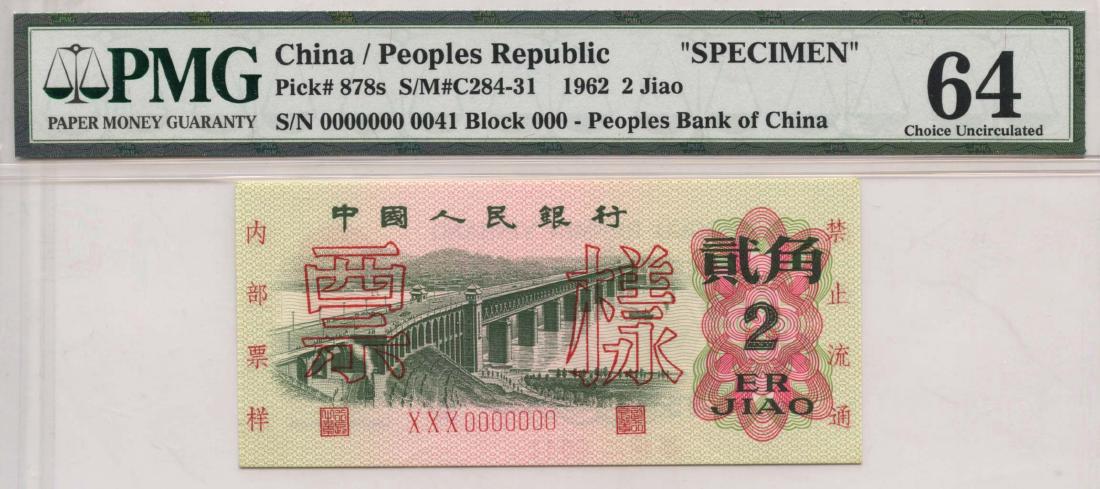 PMG
PAPER MONEY GUARANTY
China / Peoples Republic "SPECIMEN"
Pick# 878s S/M#C284-31 1962 2 Jiao
S/N 0000000 0041 Block 000 - Peoples Bank of China
64
Choice Uncirculated
中國人民銀行
内部票样
票樣
貳角
2
ER
JIAO
禁止流通
XXX0000000